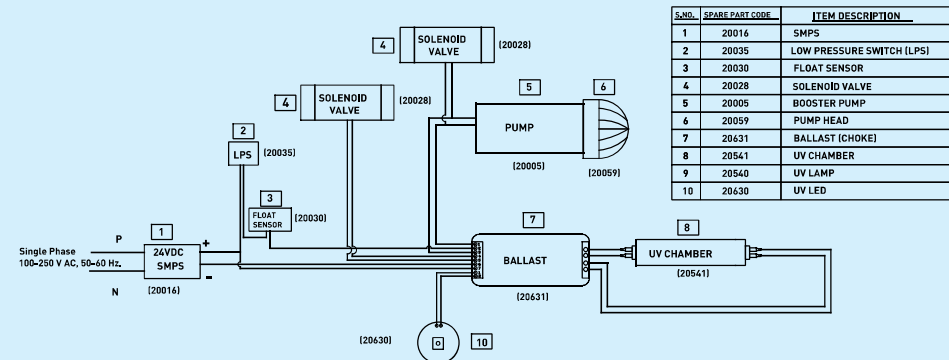 4
SOLENOID
VALVE
(20028)
4
SOLENOID
VALVE
(20028)
5
6
PUMP
(20005)
(20059)
2
LPS
(20035)
3
FLOAT
SENSOR
(20030)
1
P
Single Phase
100-250 V AC, 50-60 Hz.
N
24VDC
SMPS
+
-
(20016)
7
BALLAST
(20631)
8
UV CHAMBER
(20541)
(20630)
10
S.NO. SPARE PART CODE ITEM DESCRIPTION
1 20016 SMPS
2 20035 LOW PRESSURE SWITCH (LPS)
3 20030 FLOAT SENSOR
4 20028 SOLENOID VALVE
5 20005 BOOSTER PUMP
6 20059 PUMP HEAD
7 20631 BALLAST (CHOKE)
8 20541 UV CHAMBER
9 20540 UV LAMP
10 20630 UV LED